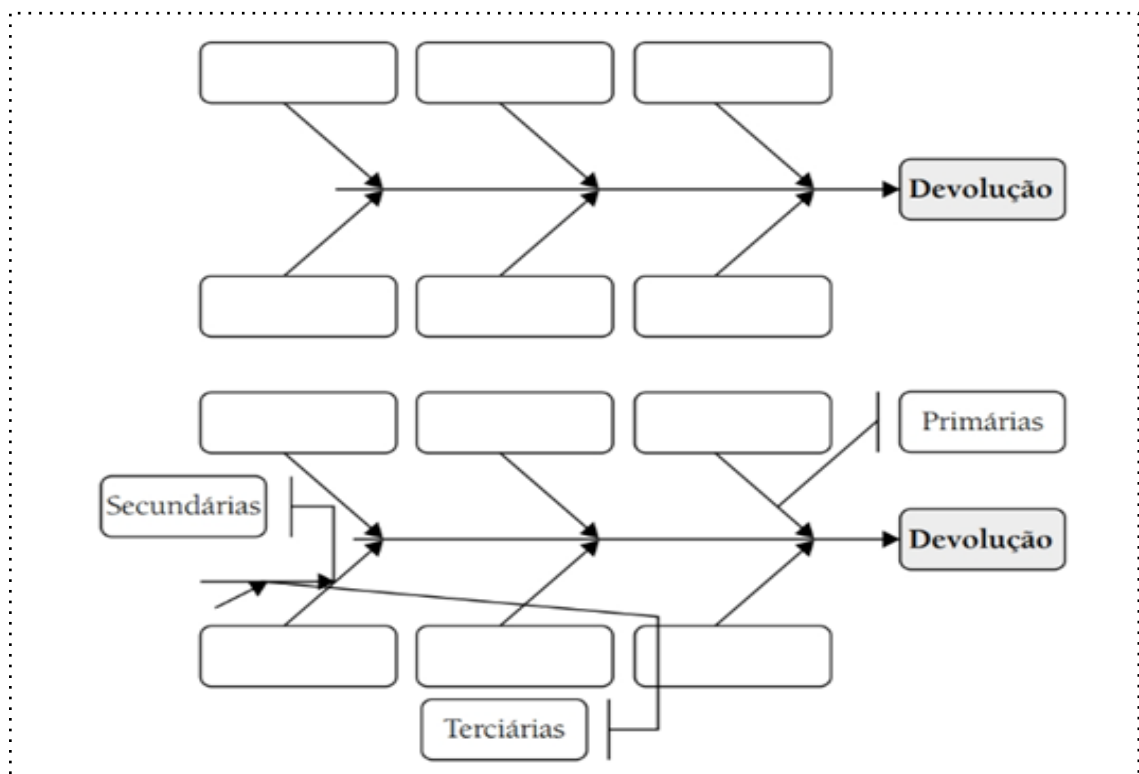 Devolução
Primárias
Secundárias
Devolução
Terciárias